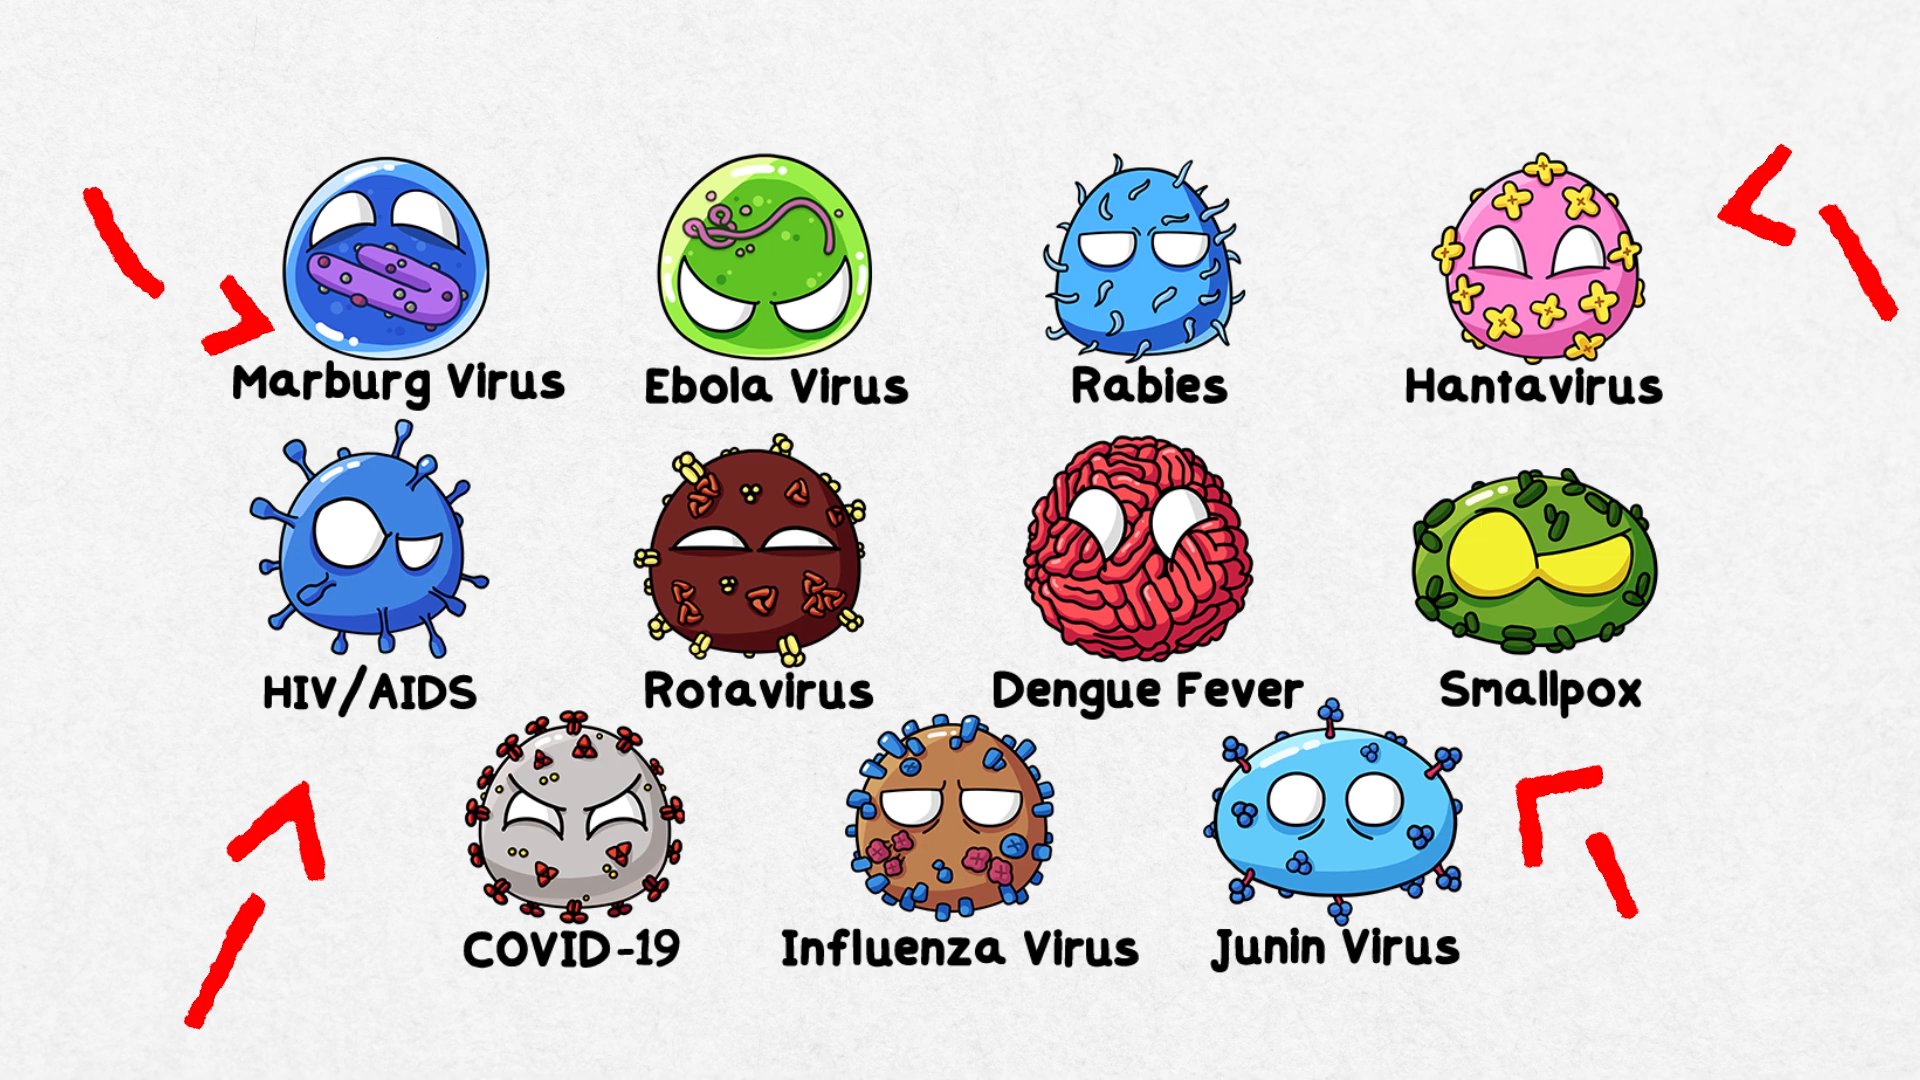 Marburg Virus
Ebola Virus
Rabies
Hantavirus
HIV/AIDS
Rotavirus
Dengue Fever
Smallpox
COVID-19
Influenza Virus
Junin Virus